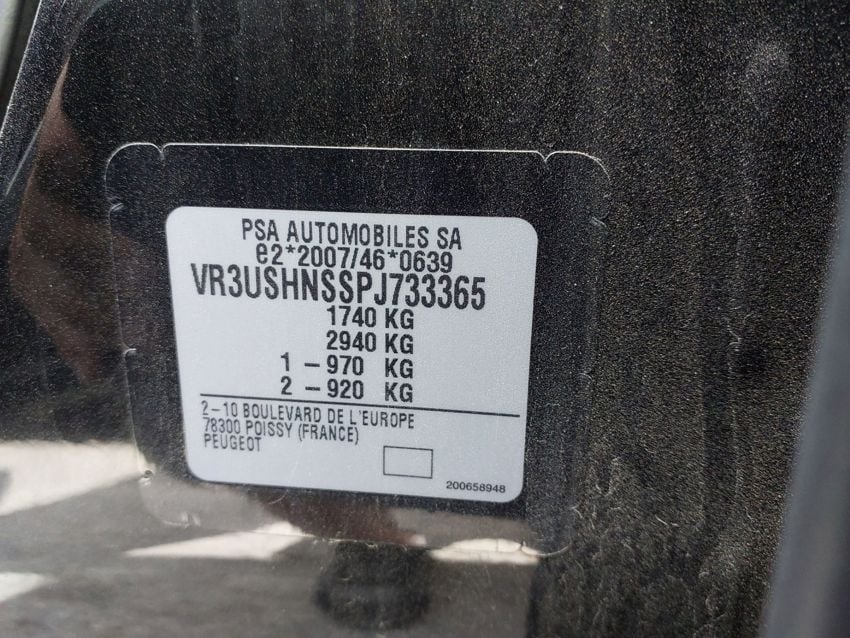 PSA AUTOMOBILES SA
e2*2007/46*0639
VR3USHNSSPJ733365
1740 KG
2940 KG
1 – 970 KG
2 – 920 KG
2–10 BOULEVARD DE L'EUROPE
78300 POISSY (FRANCE)
PEUGEOT
200658948